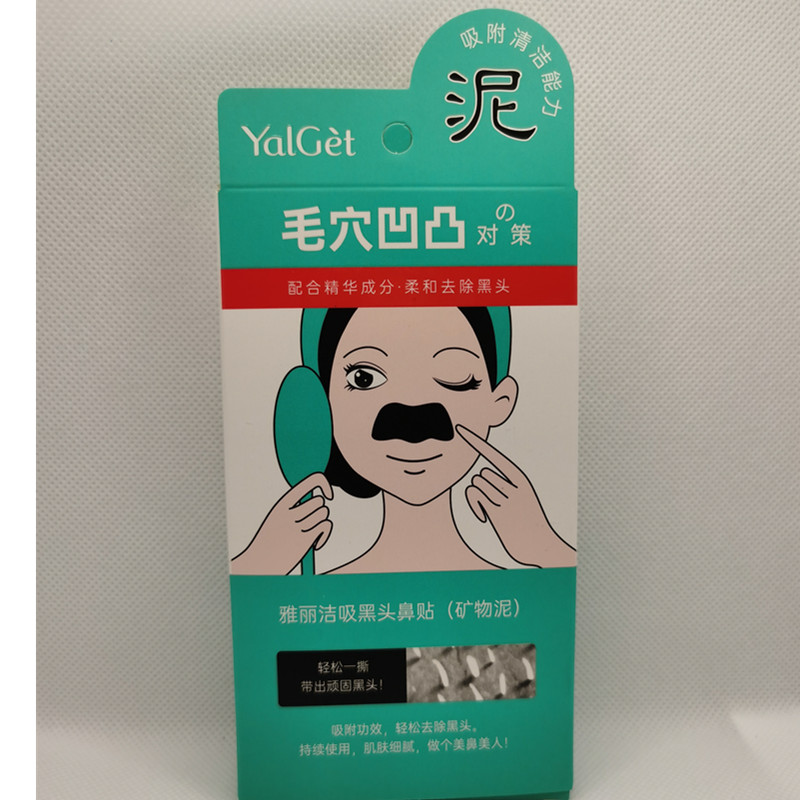 吸附清洁能力
泥
YalGèt
毛穴凹凸の对策
配合精华成分·柔和去除黑头
雅丽洁吸黑头鼻贴（矿物泥）
轻松一撕
带出顽固黑头！
吸附功效，轻松去除黑头。
持续使用，肌肤细腻，做个美鼻美人！